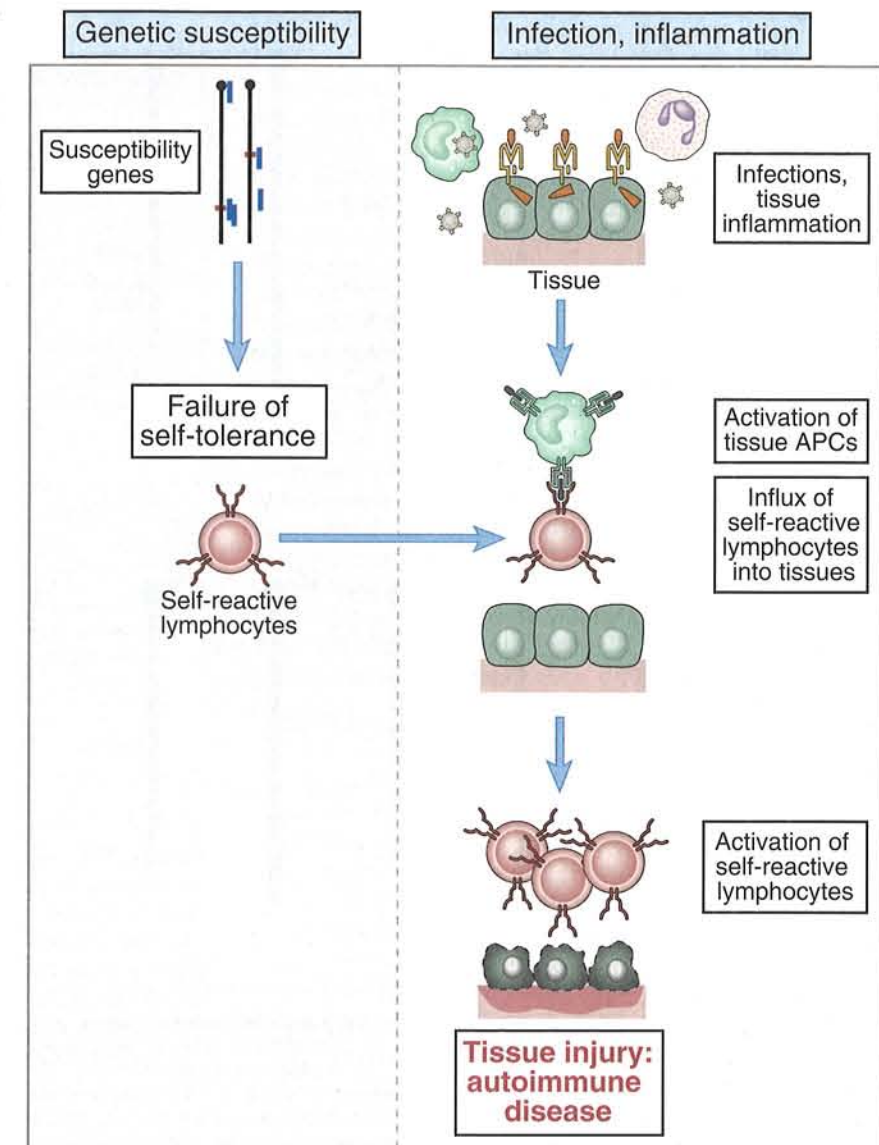 Genetic susceptibility
Infection, inflammation
Susceptibility
genes
Infections,
tissue
inflammation
Tissue
Failure of
self-tolerance
Activation of
tissue APCs
Influx of
self-reactive
lymphocytes
into tissues
Self-reactive
lymphocytes
Activation of
self-reactive
lymphocytes
Tissue injury:
autoimmune
disease